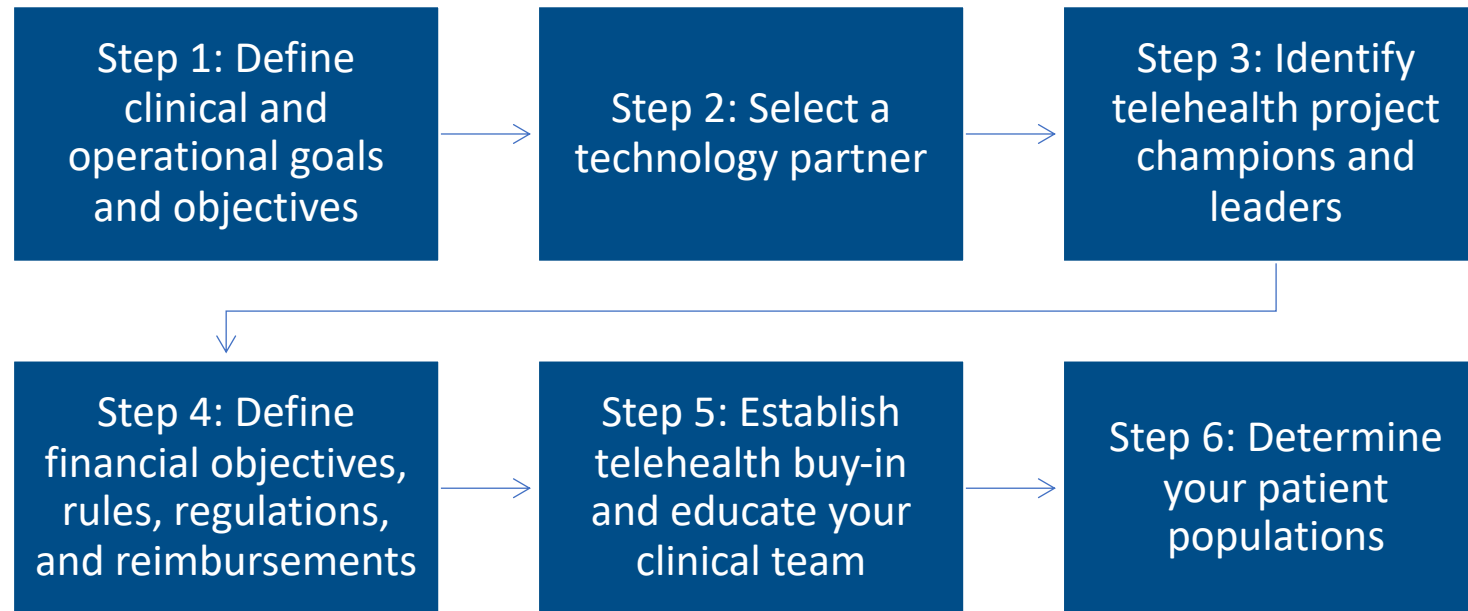 Step 1: Define
clinical and
operational goals
and objectives
Step 2: Select a
technology partner
Step 3: Identify
telehealth project
champions and
leaders
Step 4: Define
financial objectives,
rules, regulations,
and reimbursements
Step 5: Establish
telehealth buy-in
and educate your
clinical team
Step 6: Determine
your patient
populations